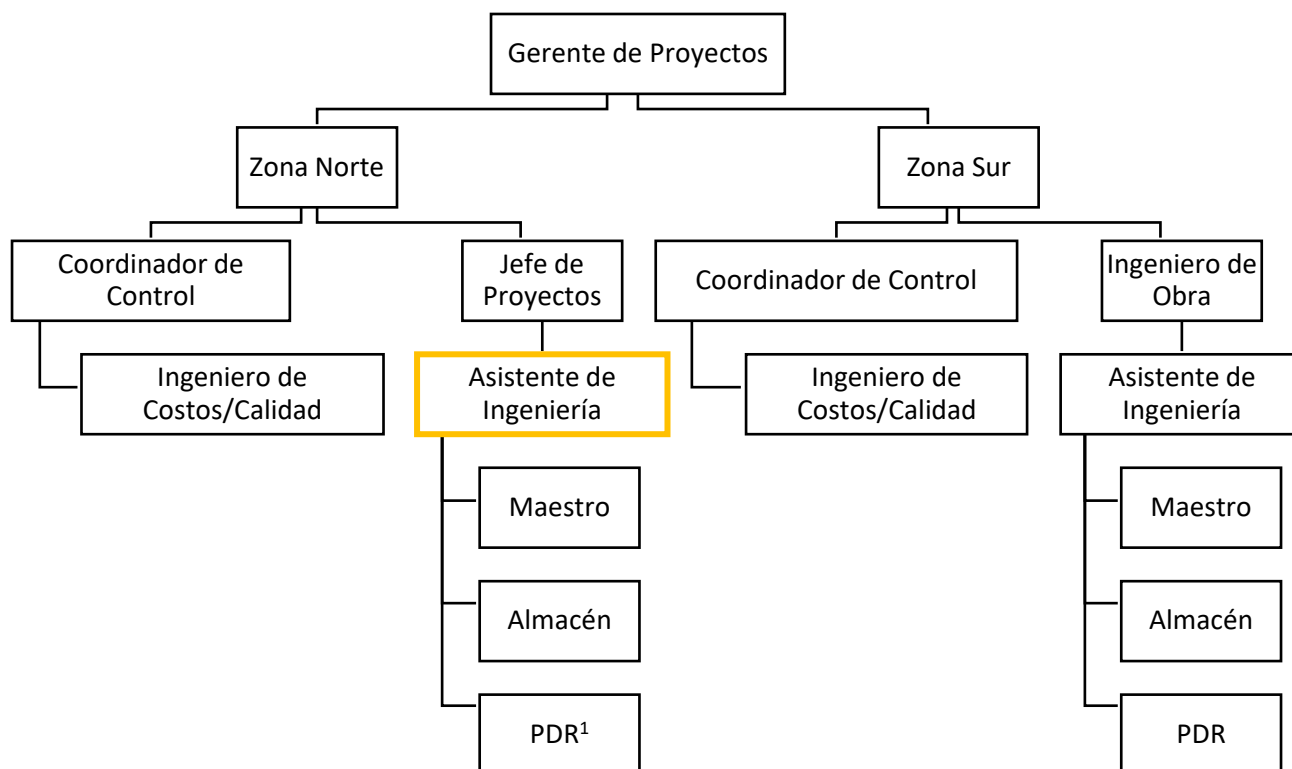 Gerente de Proyectos
Zona Norte
Zona Sur
Coordinador de
Control
Jefe de
Proyectos
Coordinador de Control
Ingeniero de
Obra
Ingeniero de
Costos/Calidad
Asistente de
Ingeniería
Ingeniero de
Costos/Calidad
Asistente de
Ingeniería
Maestro
Maestro
Almacén
Almacén
PDR¹
PDR